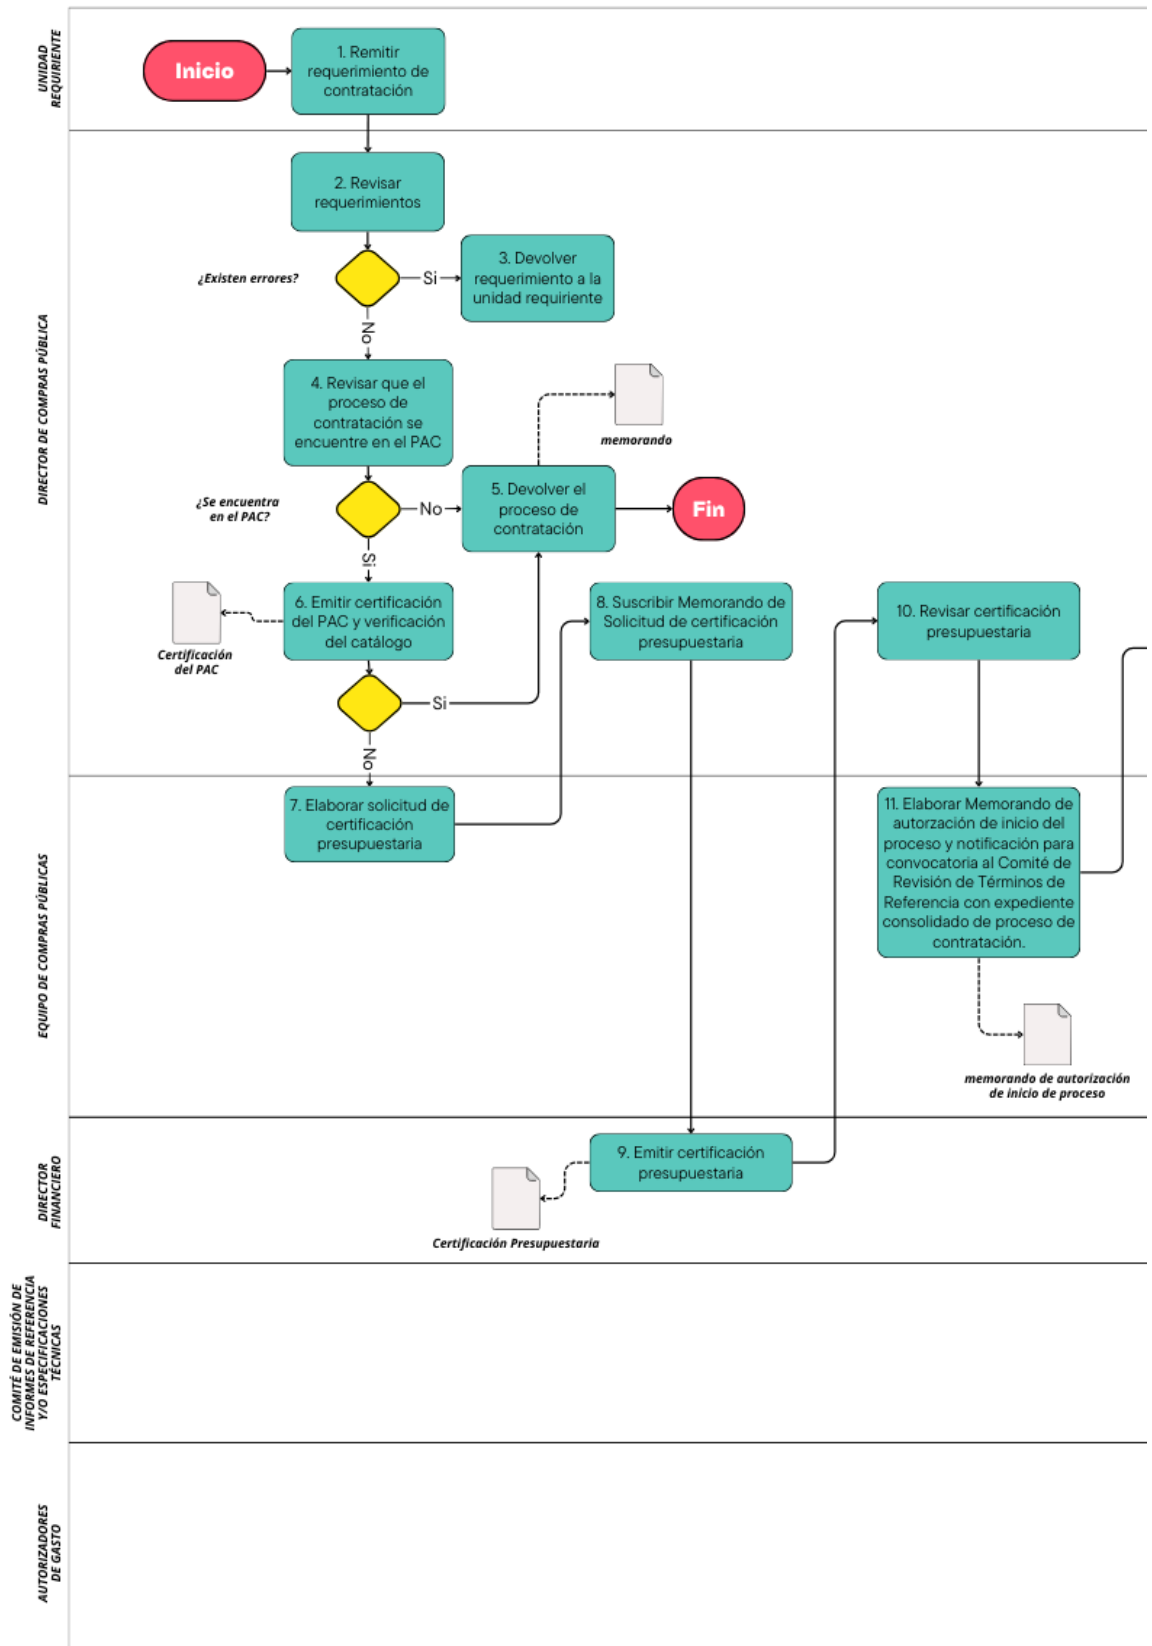 UNIDAD
REQUIRIENTE
Inicio
1. Remitir
requerimiento de
contratación
DIRECTOR DE COMPRAS PÚBLICA
2. Revisar
requerimientos
¿Existen errores?
Si
3. Devolver
requerimiento a la
unidad requiriente
No
4. Revisar que el
proceso de
contratación se
encuentre en el PAC
memorando
¿Se encuentra
en el PAC?
No
5. Devolver el
proceso de
contratación
Fin
Si
6. Emitir certificación
del PAC y verificación
del catálogo
Certificación
del PAC
8. Suscribir Memorando de
Solicitud de certificación
presupuestaria
10. Revisar certificación
presupuestaria
Si
No
EQUIPO DE COMPRAS PÚBLICAS
7. Elaborar solicitud de
certificación
presupuestaria
11. Elaborar Memorando de
autorzación de inicio del
proceso y notificación para
convocatoria al Comité de
Revisión de Términos de
Referencia con expediente
consolidado de proceso de
contratación.
memorando de autorización
de inicio de proceso
DIRECTOR
FINANCIERO
9. Emitir certificación
presupuestaria
Certificación Presupuestaria
COMITÉ DE EMISIÓN DE
INFORMES DE REFERENCIA
Y/O ESPECIFICACIONES
TÉCNICAS
AUTORIZADORES
DE GASTO